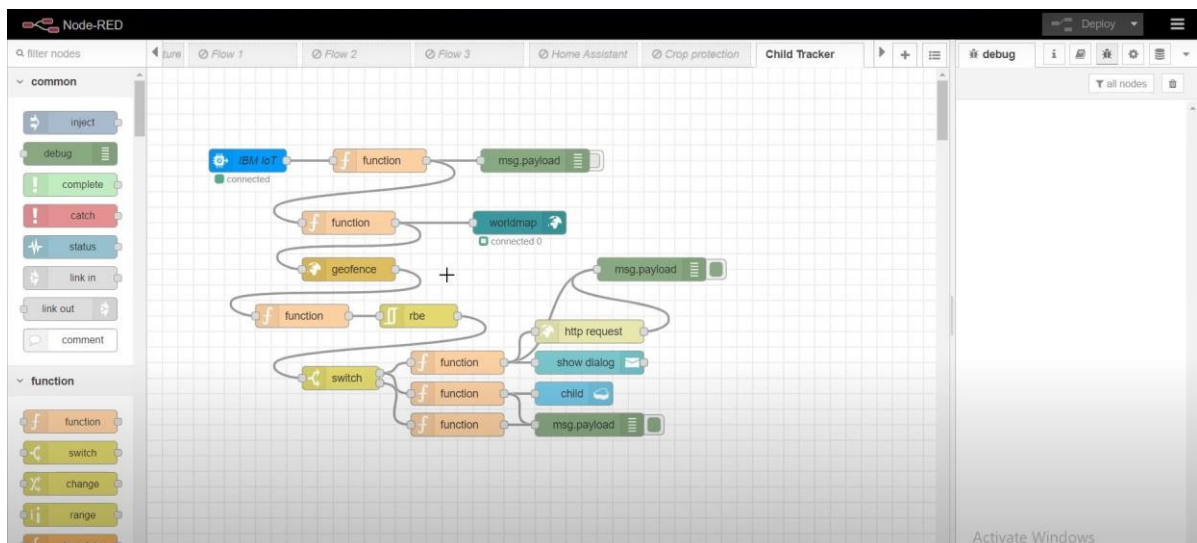 Node-RED
Deploy
filter nodes
ture
Flow 1
Flow 2
Flow 3
Home Assistant
Crop protection
Child Tracker
debug
i
all nodes
common
inject
debug
complete
catch
status
link in
link out
comment
function
function
switch
change
range
IBM IoT
connected
function
msg.payload
function
worldmap
connected 0
geofence
msg.payload
function
rbe
http request
switch
function
show dialog
function
child
function
msg.payload
Activate Windows